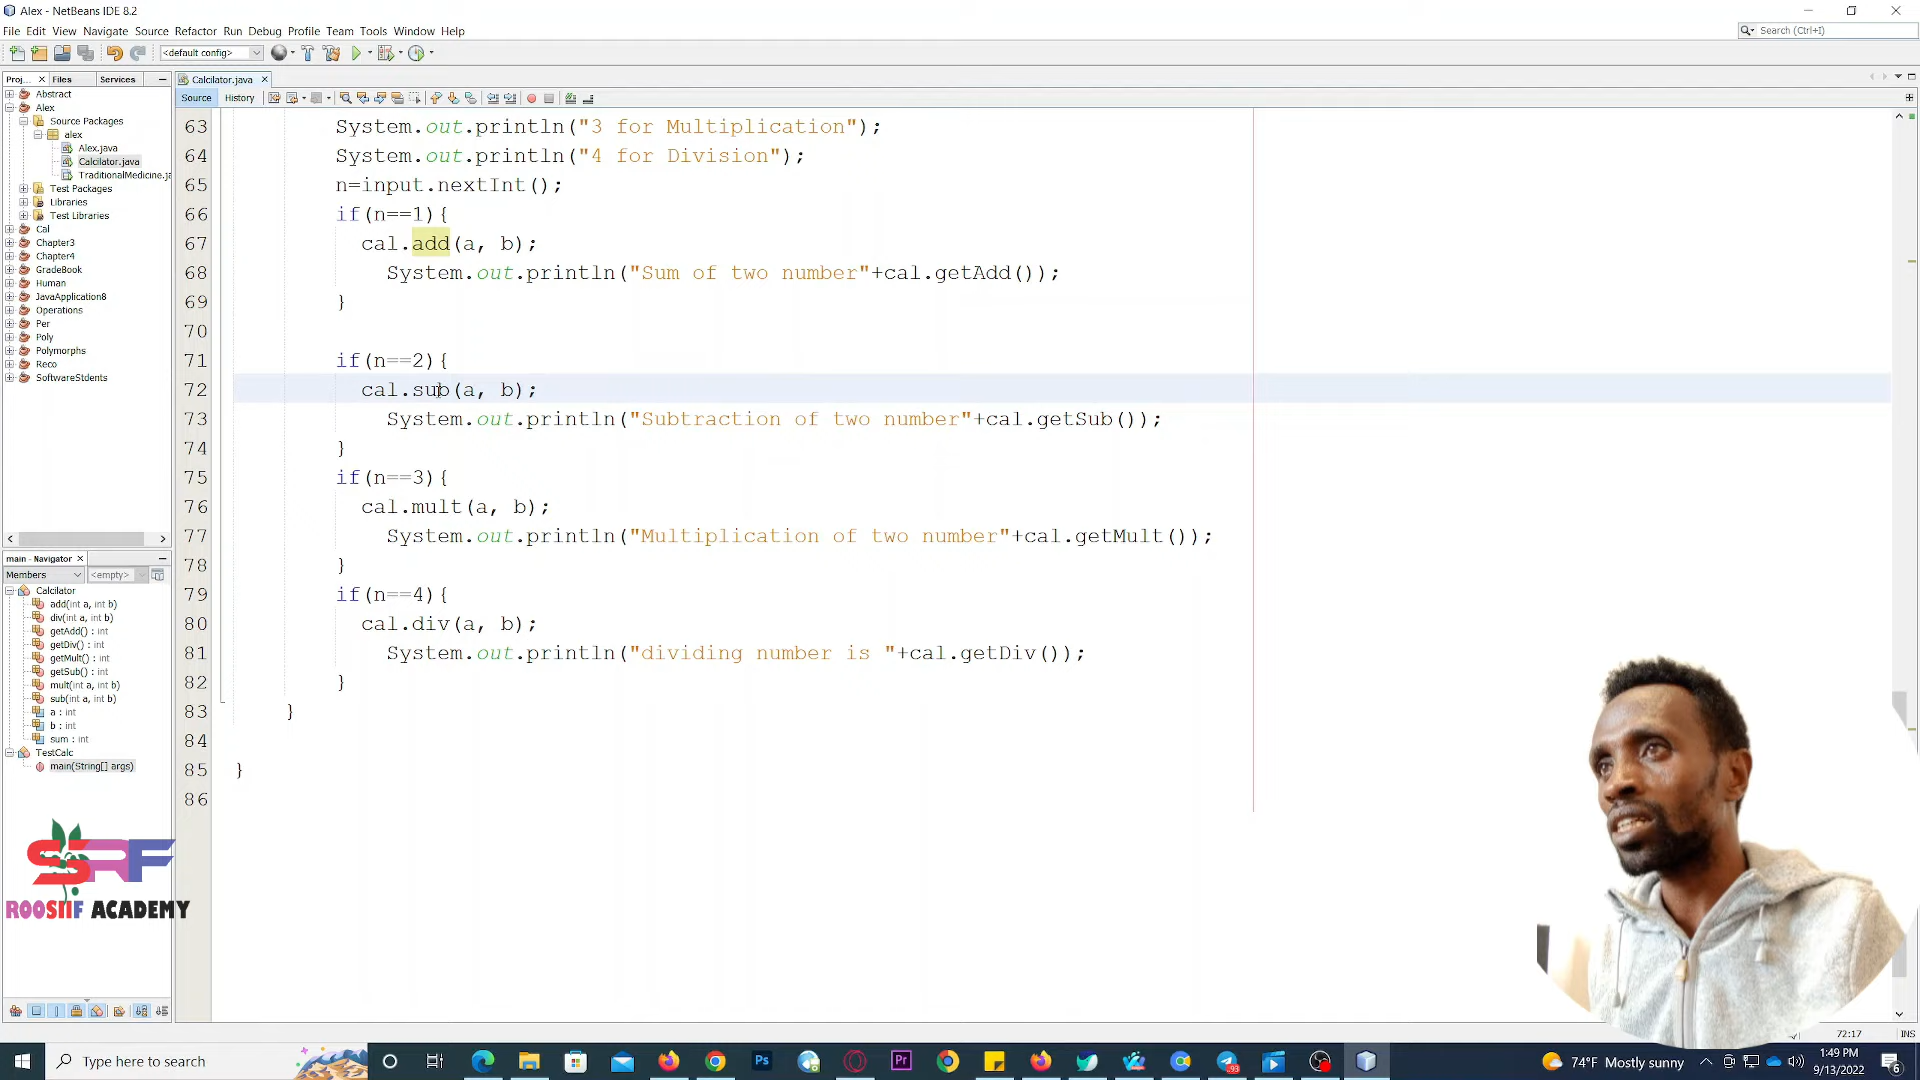 Alex - NetBeans IDE 8.2
File Edit View Navigate Source Refactor Run Debug Profile Team Tools Window Help
Search (Ctrl+I)
<default config>
Proj... Files Services
Calcilator.java
Source History
Abstract
Alex
Source Packages
alex
Alex.java
Calcilator.java
TraditionalMedicine.ja
Test Packages
Libraries
Test Libraries
Cal
Chapter3
Chapter4
GradeBook
Human
JavaApplication8
Operations
Per
Poly
Polymorphs
Reco
SoftwareStdents
63 System.out.println("3 for Multiplication");
64 System.out.println("4 for Division");
65 n=input.nextInt();
66 if(n==1){
67 cal.add(a, b);
68 System.out.println("Sum of two number"+cal.getAdd());
69 }
70
71 if(n==2){
72 cal.sub(a, b);
73 System.out.println("Subtraction of two number"+cal.getSub());
74 }
75 if(n==3){
76 cal.mult(a, b);
77 System.out.println("Multiplication of two number"+cal.getMult());
78 }
79 if(n==4){
80 cal.div(a, b);
81 System.out.println("dividing number is "+cal.getDiv());
82 }
83 }
84
85 }
86
main - Navigator
Members <empty>
Calcilator
add(int a, int b)
div(int a, int b)
getAdd() : int
getDiv() : int
getMult() : int
getSub() : int
mult(int a, int b)
sub(int a, int b)
a : int
b : int
sum : int
TestCalc
main(String[] args)
SRF
ROOSIIF ACADEMY
72:17 INS
Type here to search
Ps
Pr
93
74°F Mostly sunny
1:49 PM
9/13/2022
6